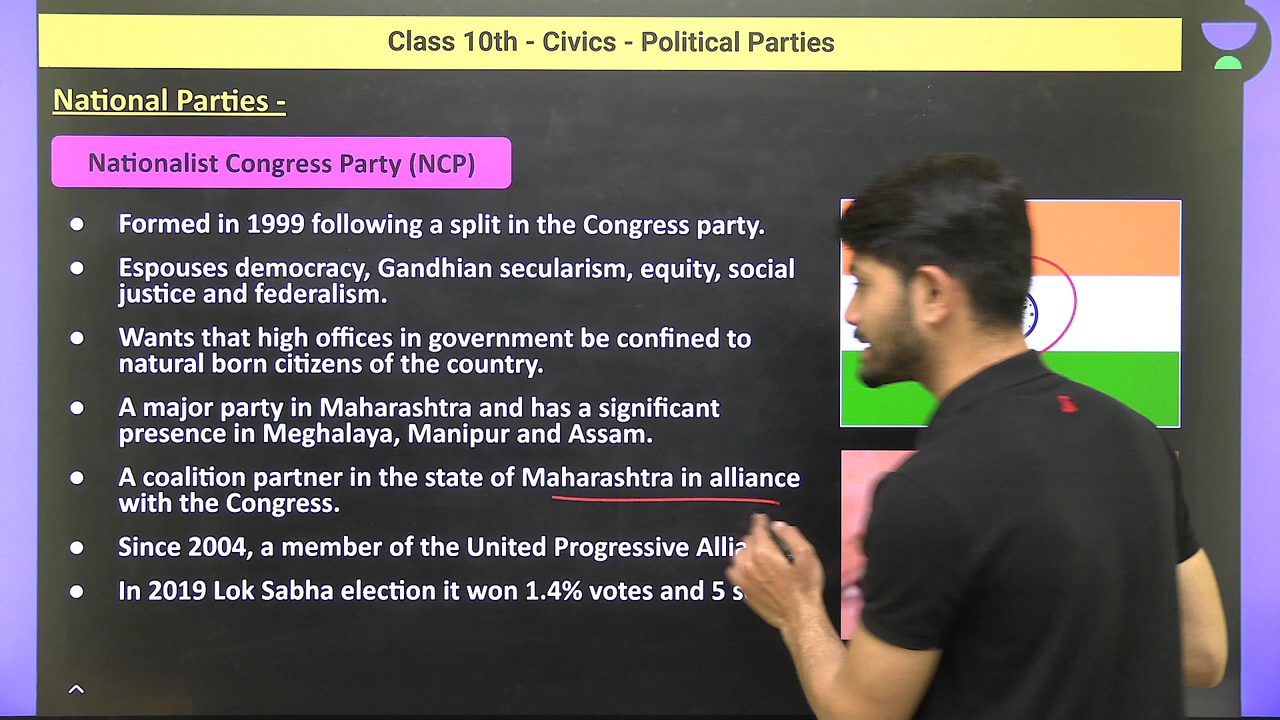 Class 10th - Civics - Political Parties
National Parties -
Nationalist Congress Party (NCP)
● Formed in 1999 following a split in the Congress party.
● Espouses democracy, Gandhian secularism, equity, social
justice and federalism.
● Wants that high offices in government be confined to
natural born citizens of the country.
● A major party in Maharashtra and has a significant
presence in Meghalaya, Manipur and Assam.
● A coalition partner in the state of Maharashtra in alliance
with the Congress.
● Since 2004, a member of the United Progressive
● In 2019 Lok Sabha election it won 1.4% votes and 5